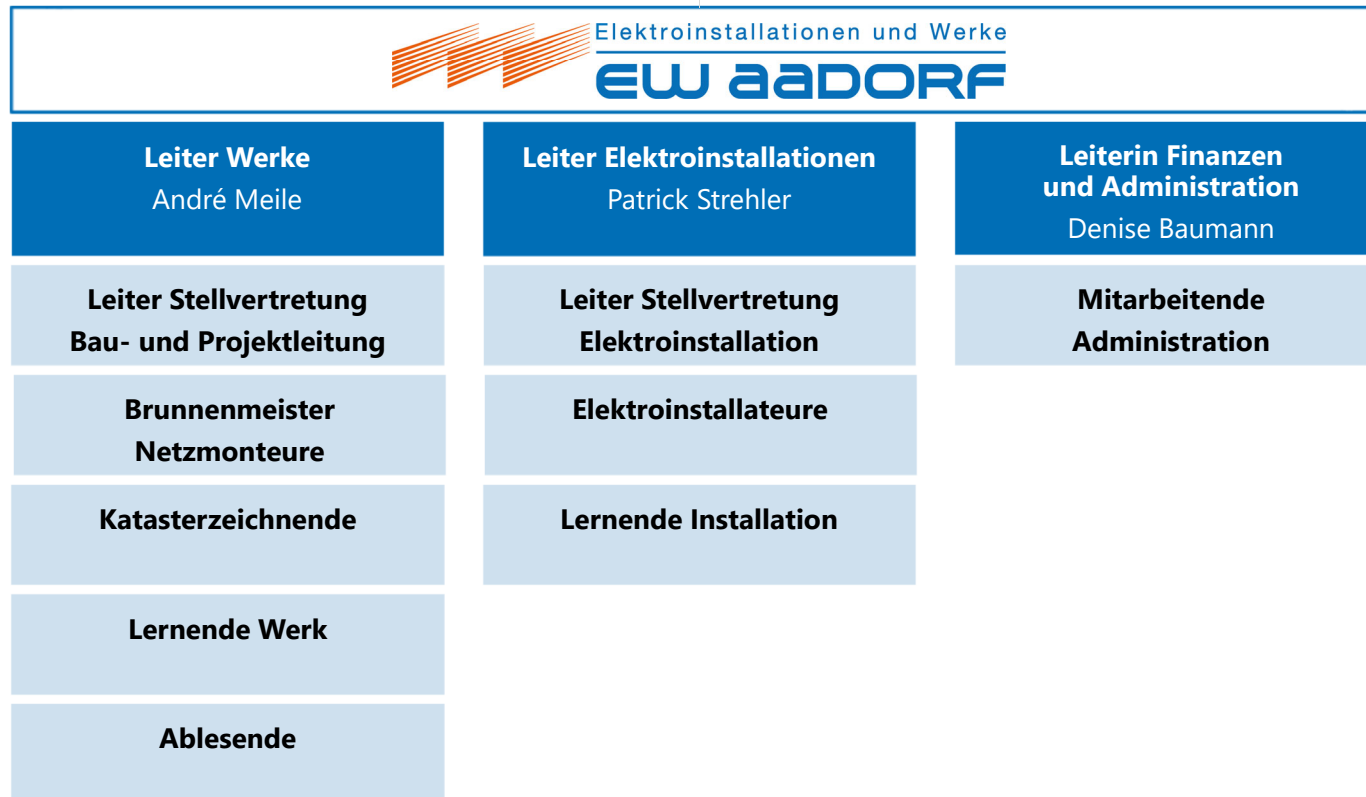 Elektroinstallationen und Werke
EW aaDORF
Leiter Werke
André Meile
Leiter Stellvertretung
Bau- und Projektleitung
Brunnenmeister
Netzmonteure
Katasterzeichnende
Lernende Werk
Ablesende
Leiter Elektroinstallationen
Patrick Strehler
Leiter Stellvertretung
Elektroinstallation
Elektroinstallateure
Lernende Installation
Leiterin Finanzen
und Administration
Denise Baumann
Mitarbeitende
Administration